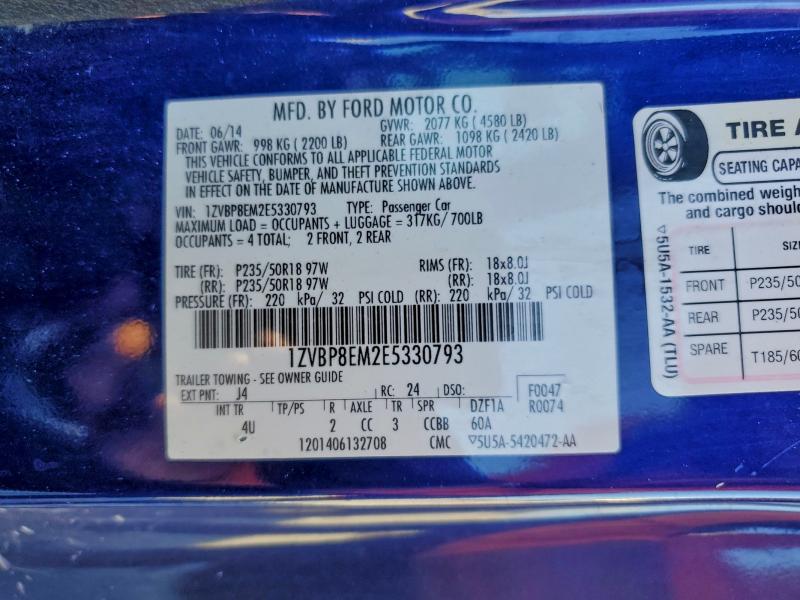 MFD. BY FORD MOTOR CO.
DATE: 06/14 GVWR: 2077 KG (4580 LB)
FRONT GAWR: 998 KG (2200 LB) REAR GAWR: 1098 KG (2420 LB)
THIS VEHICLE CONFORMS TO ALL APPLICABLE FEDERAL MOTOR
VEHICLE SAFETY, BUMPER, AND THEFT PREVENTION STANDARDS
IN EFFECT ON THE DATE OF MANUFACTURE SHOWN ABOVE.
VIN: 1ZVBP8EM2E5330793 TYPE: Passenger Car
MAXIMUM LOAD = OCCUPANTS + LUGGAGE = 317KG/700LB
OCCUPANTS = 4 TOTAL; 2 FRONT, 2 REAR
TIRE (FR): P235/50R18 97W RIMS (FR): 18x8.0J
(RR): P235/50R18 97W (RR): 18x8.0J
PRESSURE (FR): 220 kPa/ 32 PSI COLD (RR): 220 kPa/ 32 PSI COLD
1ZVBP8EM2E5330793
TRAILER TOWING - SEE OWNER GUIDE
EXT PNT: J4 RC: 24 DSO: F0047
INT TR TP/PS R AXLE TR SPR DZF1A R0074
4U 2 CC 3 CCBB 60A
1201406132708 CMC ▽5U5A-5420472-AA
TIRE A
SEATING CAPA
The combined weigh
and cargo shoul
TIRE SIZ
FRONT P235/50
REAR P235/50
SPARE T185/60
▽5U5A-1532-AA (TLU)